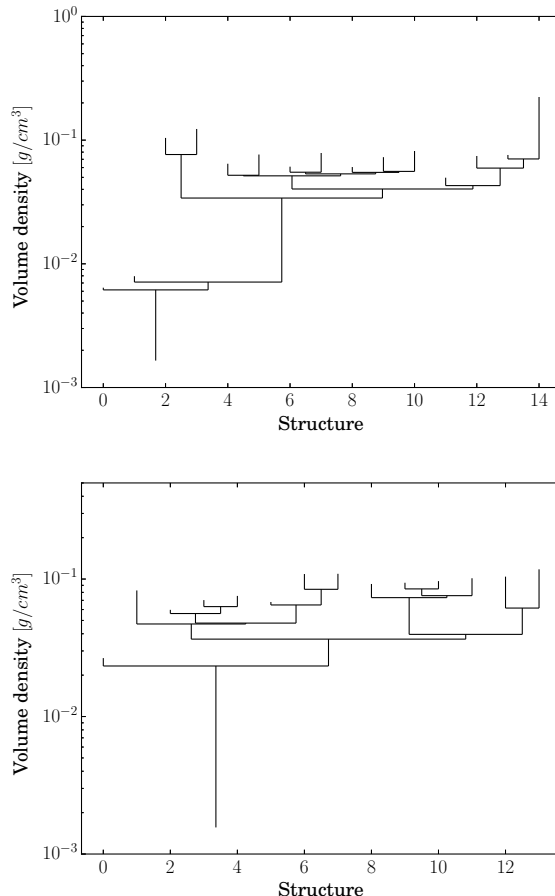 10^0
10^{-1}
10^{-2}
10^{-3}
Volume density [g/cm^3]
0 2 4 6 8 10 12 14
Structure
10^{-1}
10^{-2}
10^{-3}
Volume density [g/cm^3]
0 2 4 6 8 10 12
Structure